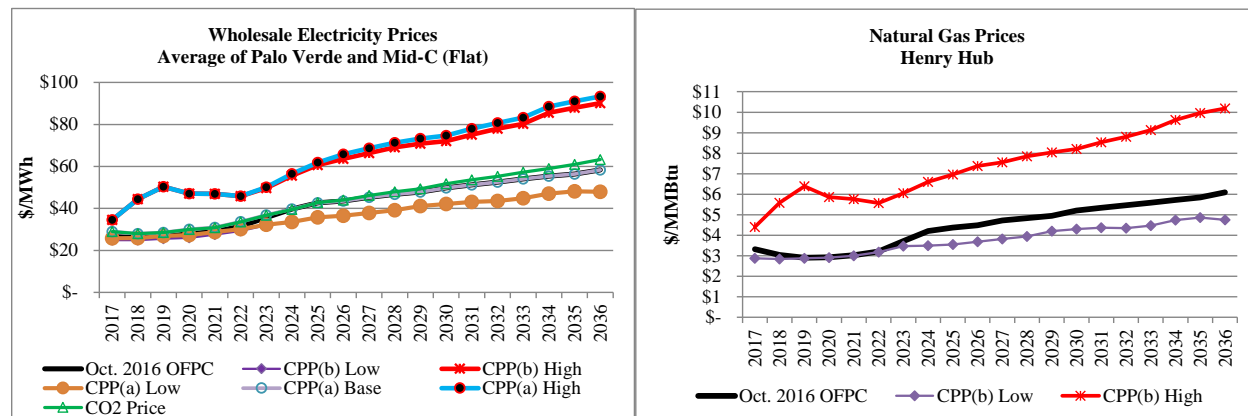 Wholesale Electricity Prices
Average of Palo Verde and Mid-C (Flat)
$100
$80
$60
$40
$20
$-
$/MWh
2017 2018 2019 2020 2021 2022 2023 2024 2025 2026 2027 2028 2029 2030 2031 2032 2033 2034 2035 2036
Oct. 2016 OFPC CPP(b) Low CPP(b) High
CPP(a) Low CPP(a) Base CPP(a) High
CO2 Price
Natural Gas Prices
Henry Hub
$11
$10
$9
$8
$7
$6
$5
$4
$3
$2
$1
$-
$/MMBtu
2017 2018 2019 2020 2021 2022 2023 2024 2025 2026 2027 2028 2029 2030 2031 2032 2033 2034 2035 2036
Oct. 2016 OFPC CPP(b) Low CPP(b) High